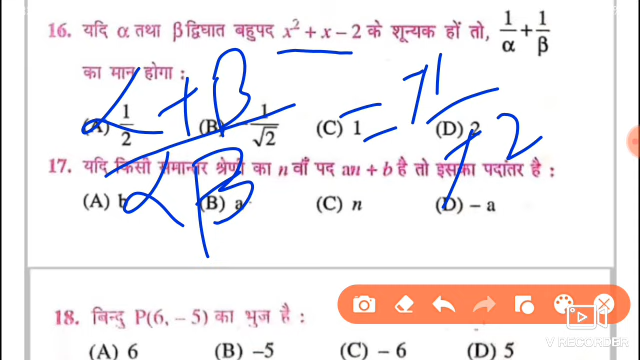 16. यदि α तथा β द्विघात बहुपद x² + x − 2 के शून्यक हों तो, 1/α + 1/β
का मान होगा :
(A) 1/2 (B) 1/√2 (C) 1 (D) 2
α + β / αβ = +1 / +2
17. यदि किसी समान्तर श्रेणी का n वाँ पद an + b है तो इसका पदांतर है :
(A) b (B) a (C) n (D) − a
18. बिन्दु P(6, − 5) का भुज है :
(A) 6 (B) −5 (C) − 6 (D) 5
V RECORDER